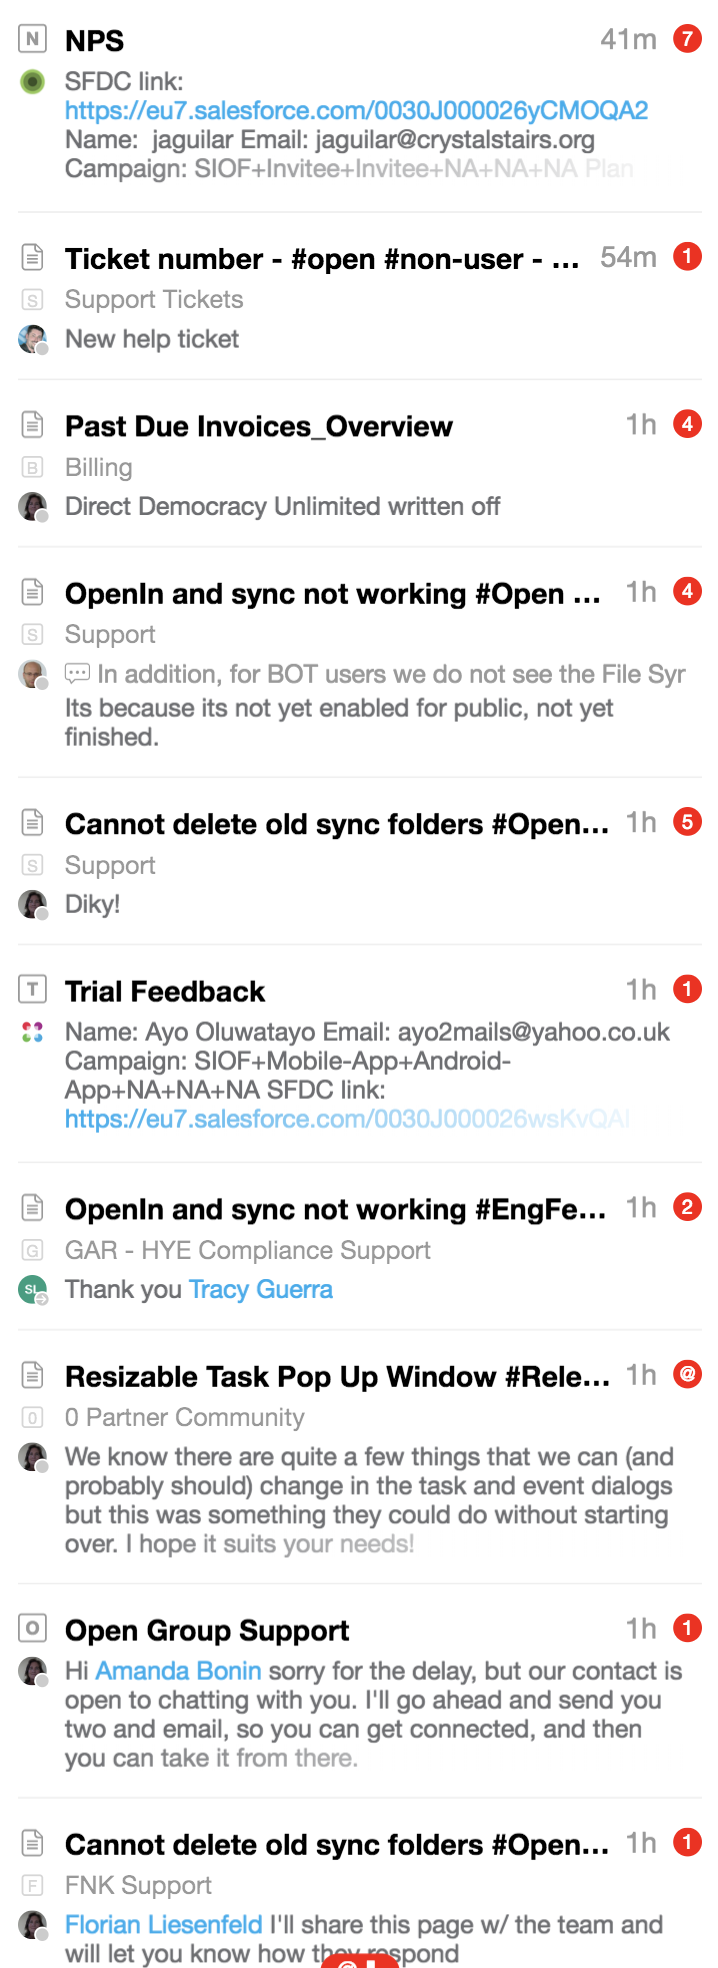 N NPS 41m 7
SFDC link:
https://eu7.salesforce.com/0030J000026yCMOQA2
Name: jaguilar Email: jaguilar@crystalstairs.org
Campaign: SIOF+Invitee+Invitee+NA+NA+NA Plan
Ticket number - #open #non-user - ... 54m 1
S Support Tickets
New help ticket
Past Due Invoices_Overview 1h 4
B Billing
Direct Democracy Unlimited written off
OpenIn and sync not working #Open ... 1h 4
S Support
In addition, for BOT users we do not see the File Syr
Its because its not yet enabled for public, not yet
finished.
Cannot delete old sync folders #Open... 1h 5
S Support
Diky!
T Trial Feedback 1h 1
Name: Ayo Oluwatayo Email: ayo2mails@yahoo.co.uk
Campaign: SIOF+Mobile-App+Android-
App+NA+NA+NA SFDC link:
https://eu7.salesforce.com/0030J000026wsKvQAI
OpenIn and sync not working #EngFe... 1h 2
G GAR - HYE Compliance Support
SL Thank you Tracy Guerra
Resizable Task Pop Up Window #Rele... 1h @
0 0 Partner Community
We know there are quite a few things that we can (and
probably should) change in the task and event dialogs
but this was something they could do without starting
over. I hope it suits your needs!
O Open Group Support 1h 1
Hi Amanda Bonin sorry for the delay, but our contact is
open to chatting with you. I'll go ahead and send you
two and email, so you can get connected, and then
you can take it from there.
Cannot delete old sync folders #Open... 1h 1
F FNK Support
Florian Liesenfeld I'll share this page w/ the team and
will let you know how they respond